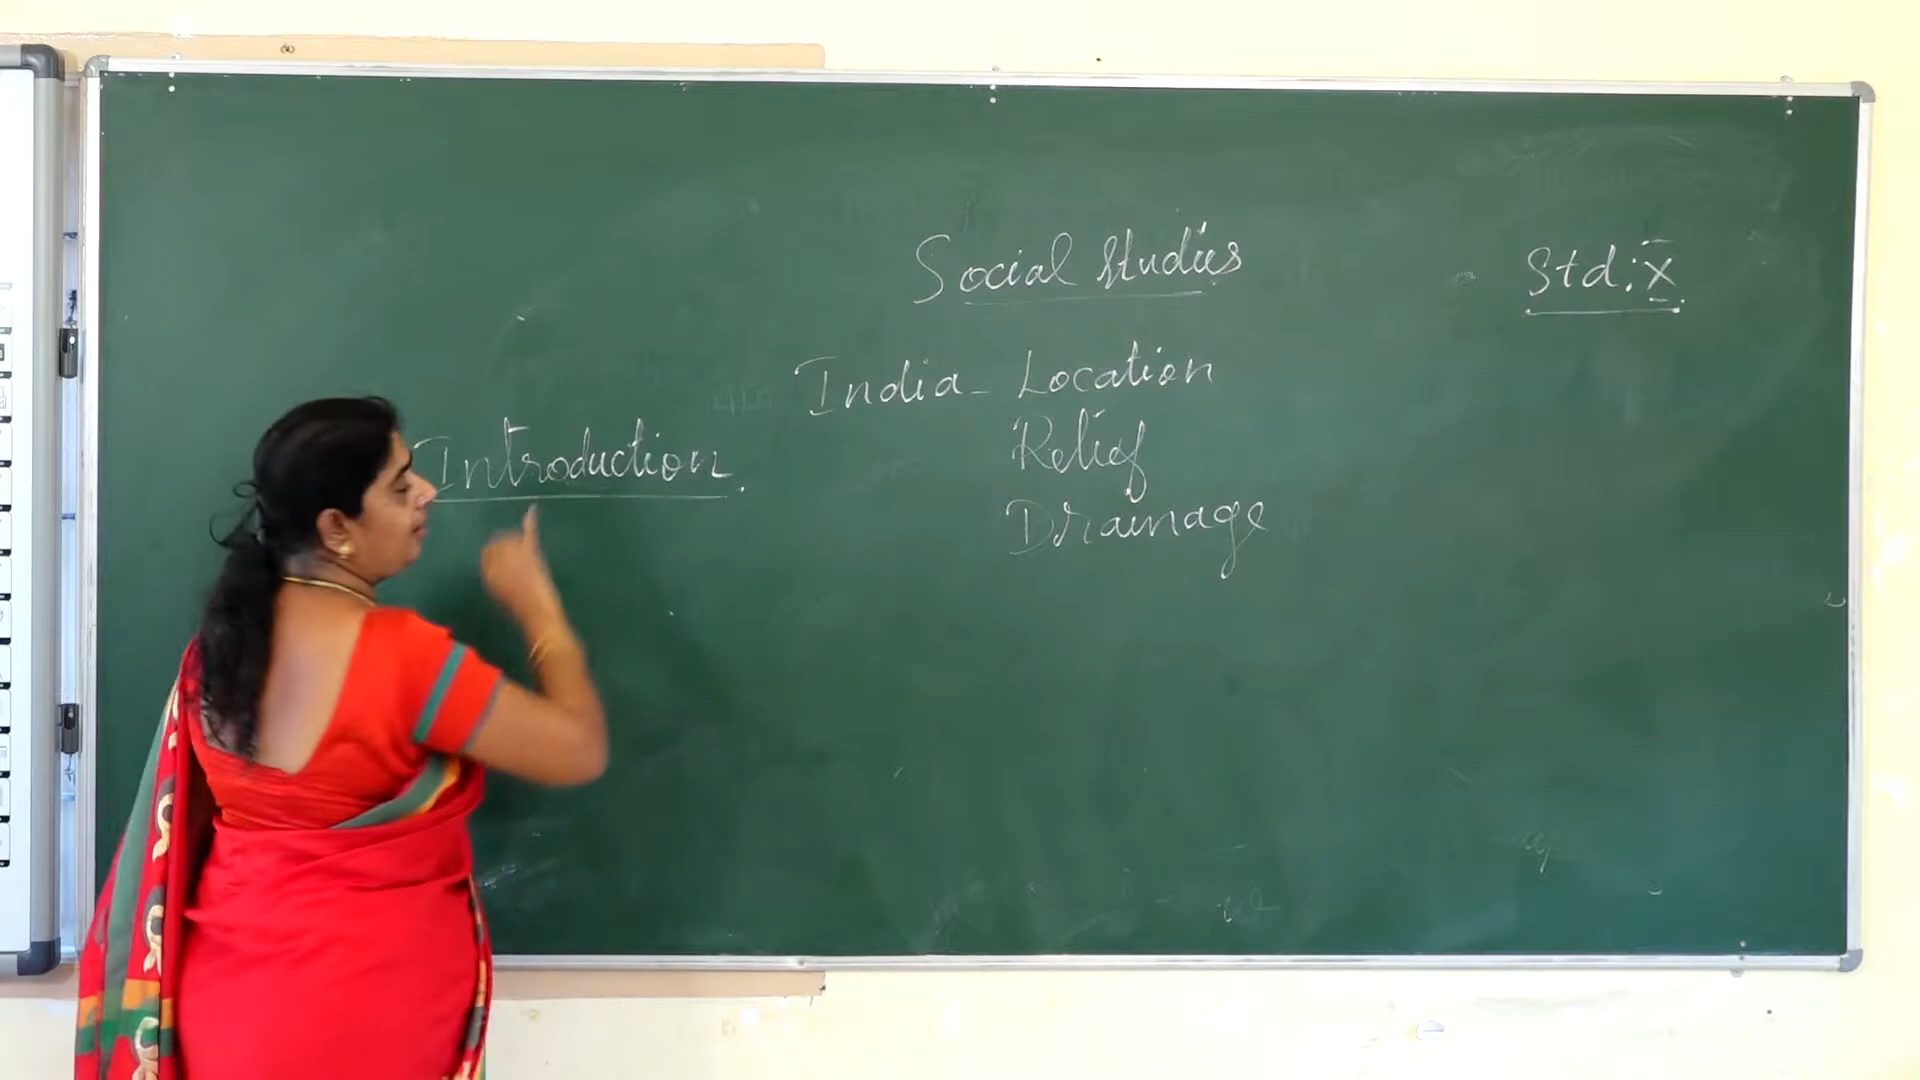 Social Studies
Std: X.
India - Location
Relief
Drainage
Introduction.